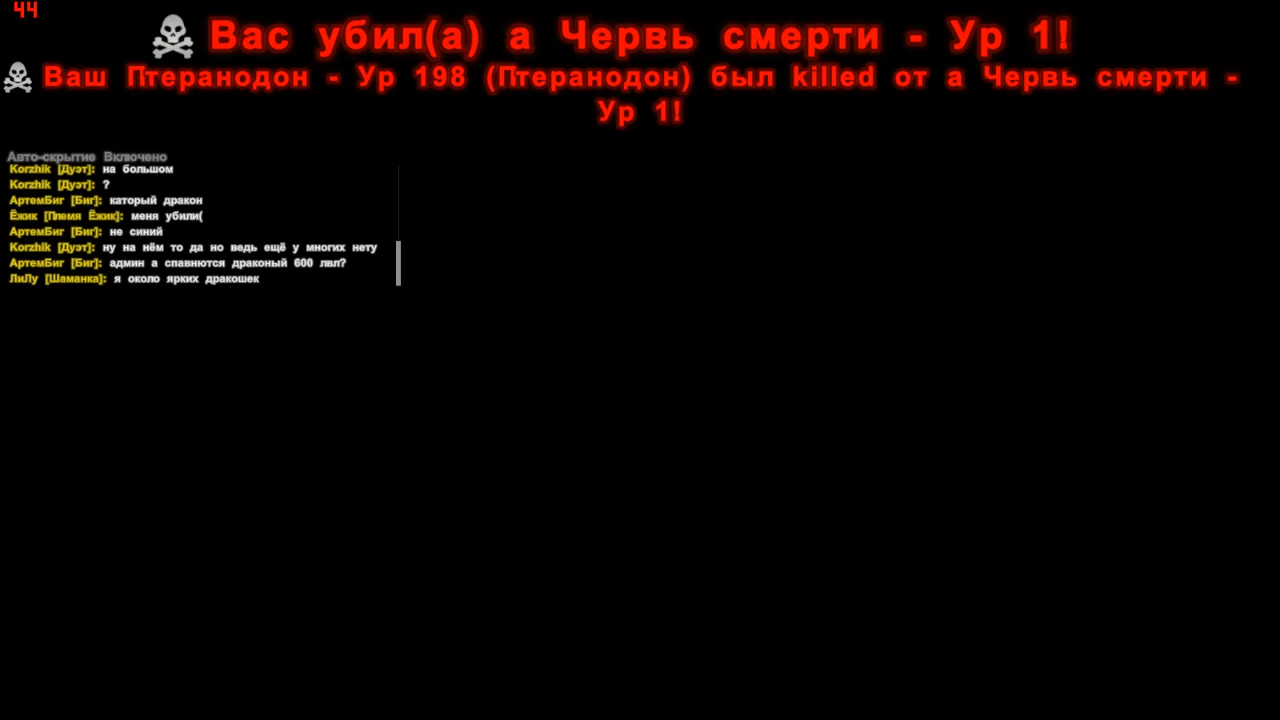 44
Вас убил(а) а Червь смерти - Ур 1!
Ваш Птеранодон - Ур 198 (Птеранодон) был killed от а Червь смерти -
Ур 1!
Авто-скрытие Включено
Korzhik [Дуэт]: на большом
Korzhik [Дуэт]: ?
АртемБиг [Биг]: каторый дракон
Ёжик [Племя Ёжик]: меня убили(
АртемБиг [Биг]: не синий
Korzhik [Дуэт]: ну на нём то да но ведь ещё у многих нету
АртемБиг [Биг]: админ а спавнются драконый 600 лвл?
ЛиЛу [Шаманка]: я около ярких дракошек